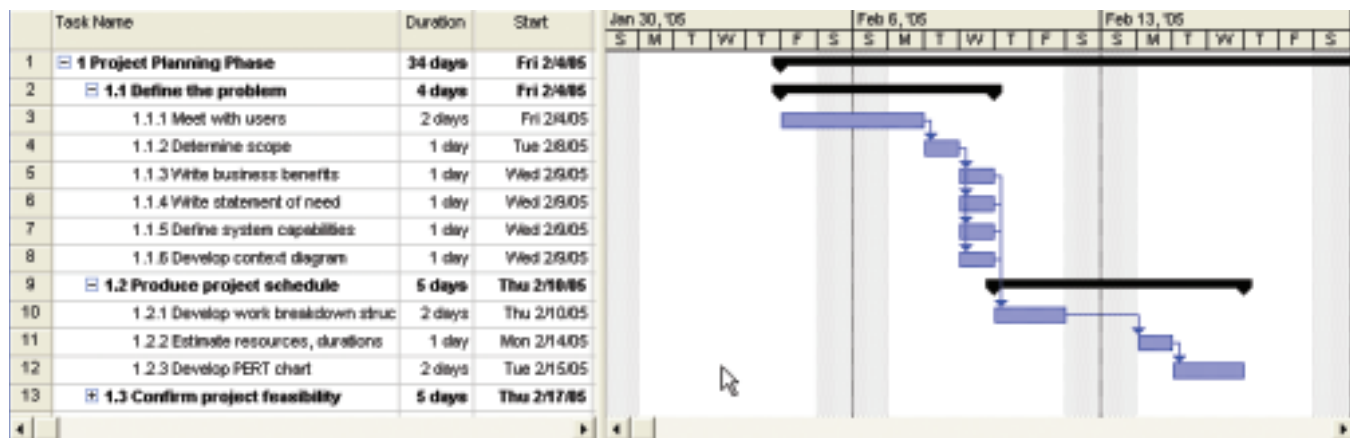 Task Name Duration Start Jan 30, '05 Feb 6, '05 Feb 13, '05
S M T W T F S S M T W T F S S M T W T F S
1 1 Project Planning Phase 34 days Fri 2/4/05
2 1.1 Define the problem 4 days Fri 2/4/05
3 1.1.1 Meet with users 2 days Fri 2/4/05
4 1.1.2 Determine scope 1 day Tue 2/8/05
5 1.1.3 Write business benefits 1 day Wed 2/9/05
6 1.1.4 Write statement of need 1 day Wed 2/9/05
7 1.1.5 Define system capabilities 1 day Wed 2/9/05
8 1.1.6 Develop context diagram 1 day Wed 2/9/05
9 1.2 Produce project schedule 5 days Thu 2/10/05
10 1.2.1 Develop work breakdown struc 2 days Thu 2/10/05
11 1.2.2 Estimate resources, durations 1 day Mon 2/14/05
12 1.2.3 Develop PERT chart 2 days Tue 2/15/05
13 1.3 Confirm project feasibility 5 days Thu 2/17/05